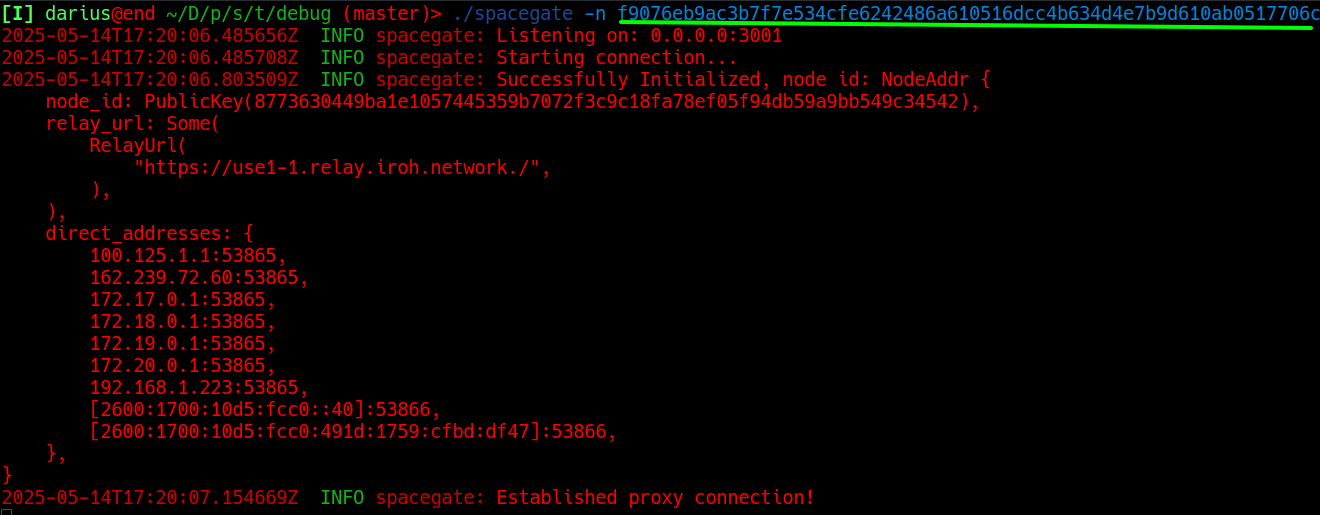 [I] darius@end ~/D/p/s/t/debug (master)> ./spacegate -n f9076eb9ac3b7f7e534cfe6242486a610516dcc4b634d4e7b9d610ab0517706c
2025-05-14T17:20:06.485656Z  INFO spacegate: Listening on: 0.0.0.0:3001
2025-05-14T17:20:06.485708Z  INFO spacegate: Starting connection...
2025-05-14T17:20:06.803509Z  INFO spacegate: Successfully Initialized, node id: NodeAddr {
    node_id: PublicKey(8773630449ba1e1057445359b7072f3c9c18fa78ef05f94db59a9bb549c34542),
    relay_url: Some(
        RelayUrl(
            "https://use1-1.relay.iroh.network./",
        ),
    ),
    direct_addresses: {
        100.125.1.1:53865,
        162.239.72.60:53865,
        172.17.0.1:53865,
        172.18.0.1:53865,
        172.19.0.1:53865,
        172.20.0.1:53865,
        192.168.1.223:53865,
        [2600:1700:10d5:fcc0::40]:53866,
        [2600:1700:10d5:fcc0:491d:1759:cfbd:df47]:53866,
    },
}
2025-05-14T17:20:07.154669Z  INFO spacegate: Established proxy connection!